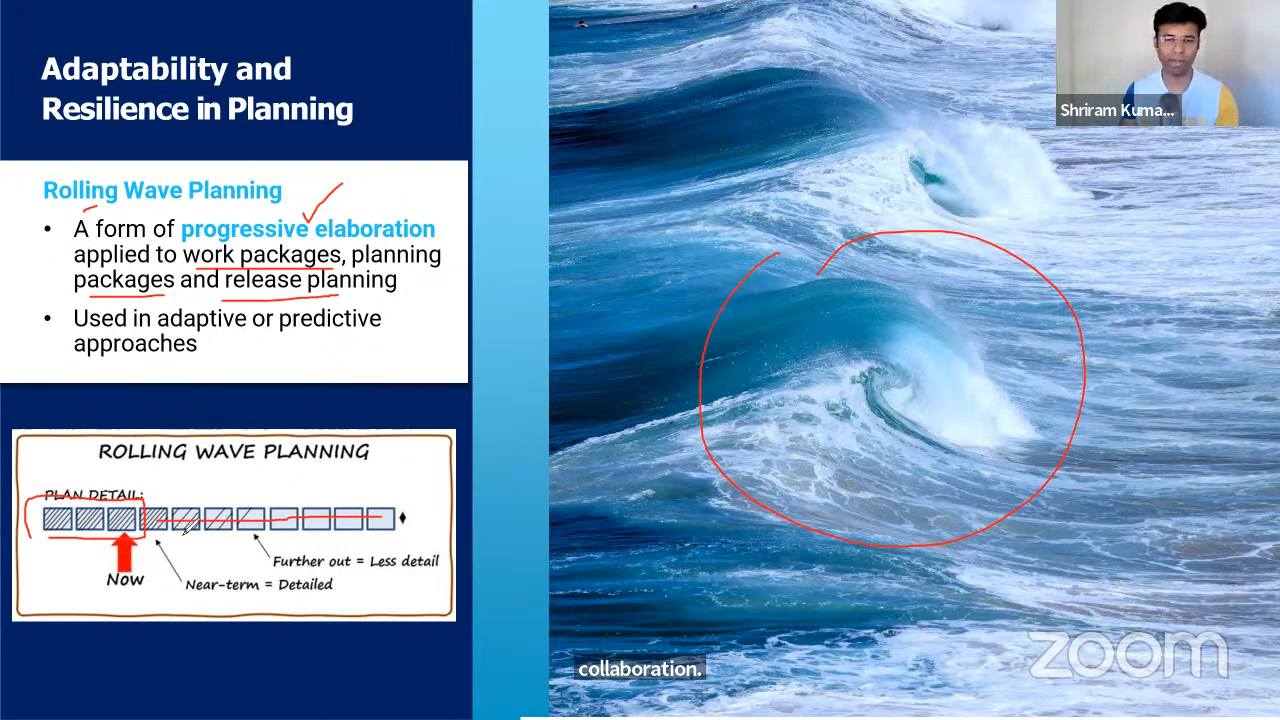 Adaptability and
Resilience in Planning
Rolling Wave Planning
• A form of progressive elaboration
applied to work packages, planning
packages and release planning
• Used in adaptive or predictive
approaches
ROLLING WAVE PLANNING
PLAN DETAIL:
Now
Further out = Less detail
Near-term = Detailed
Shriram Kuma...
collaboration.
zoom